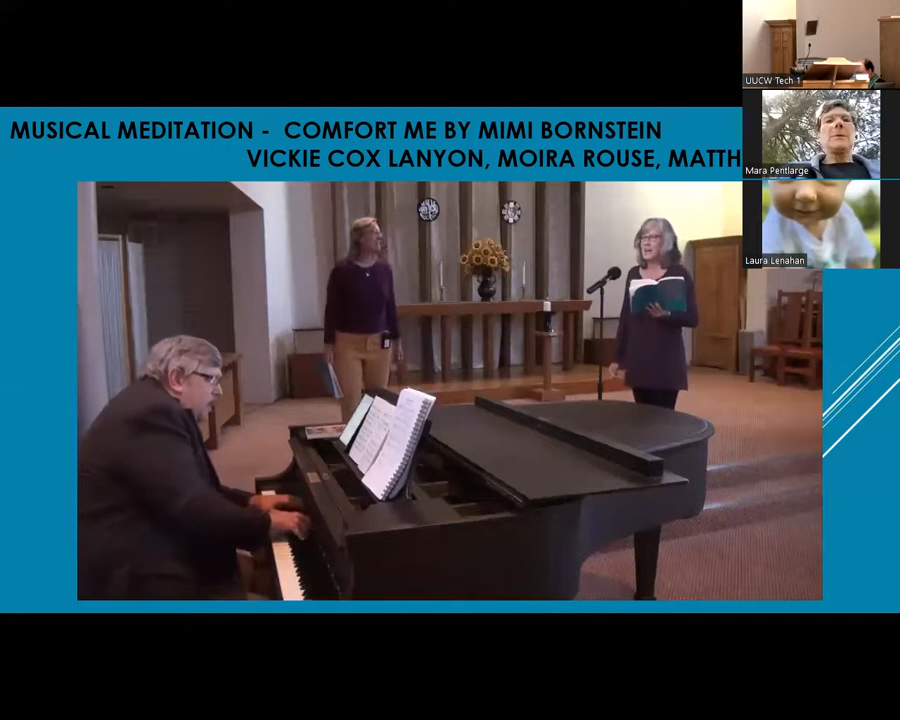 MUSICAL MEDITATION - COMFORT ME BY MIMI BORNSTEIN
VICKIE COX LANYON, MOIRA ROUSE, MATTH
UUCW Tech 1
Mara Pentlarge
Laura Lenahan